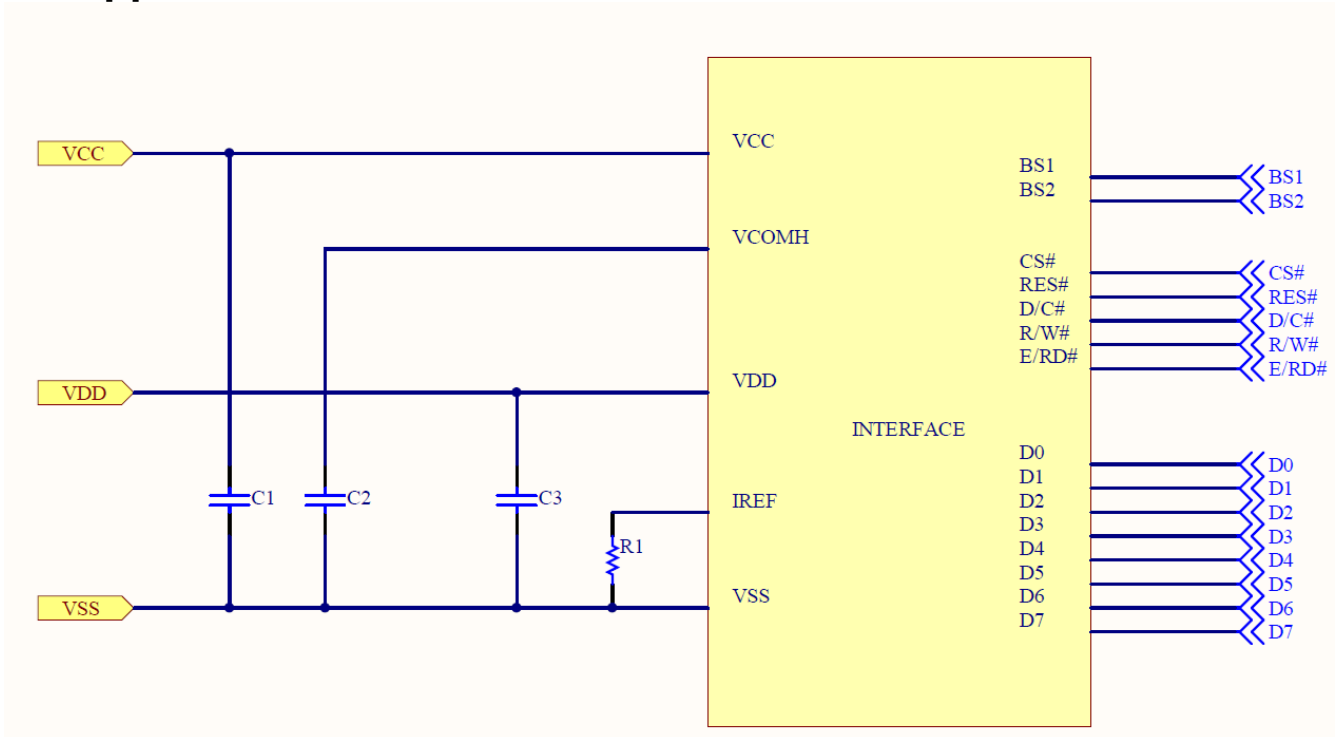 VCC
VDD
VSS
C1
C2
C3
R1
VCC
VCOMH
VDD
IREF
VSS
INTERFACE
BS1
BS2
CS#
RES#
D/C#
R/W#
E/RD#
D0
D1
D2
D3
D4
D5
D6
D7
BS1
BS2
CS#
RES#
D/C#
R/W#
E/RD#
D0
D1
D2
D3
D4
D5
D6
D7